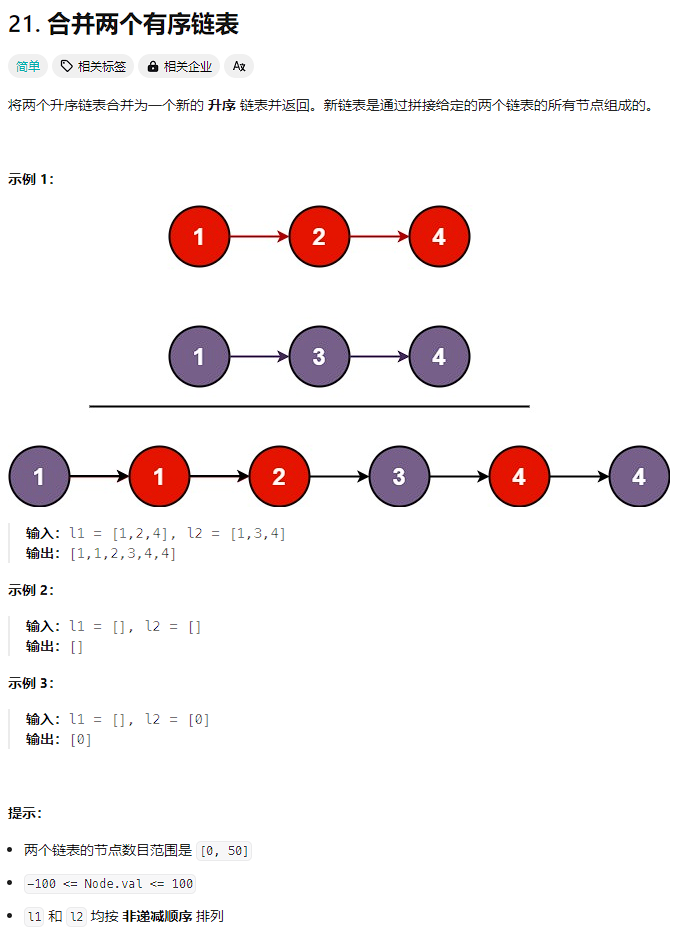 21. 合并两个有序链表
简单 相关标签 相关企业 Aⴽ
将两个升序链表合并为一个新的 升序 链表并返回。新链表是通过拼接给定的两个链表的所有节点组成的。
示例 1：
1 2 4
1 3 4
1 1 2 3 4 4
输入：l1 = [1,2,4], l2 = [1,3,4]
输出：[1,1,2,3,4,4]
示例 2：
输入：l1 = [], l2 = []
输出：[]
示例 3：
输入：l1 = [], l2 = [0]
输出：[0]
提示：
两个链表的节点数目范围是 [0, 50]
-100 <= Node.val <= 100
l1 和 l2 均按 非递减顺序 排列